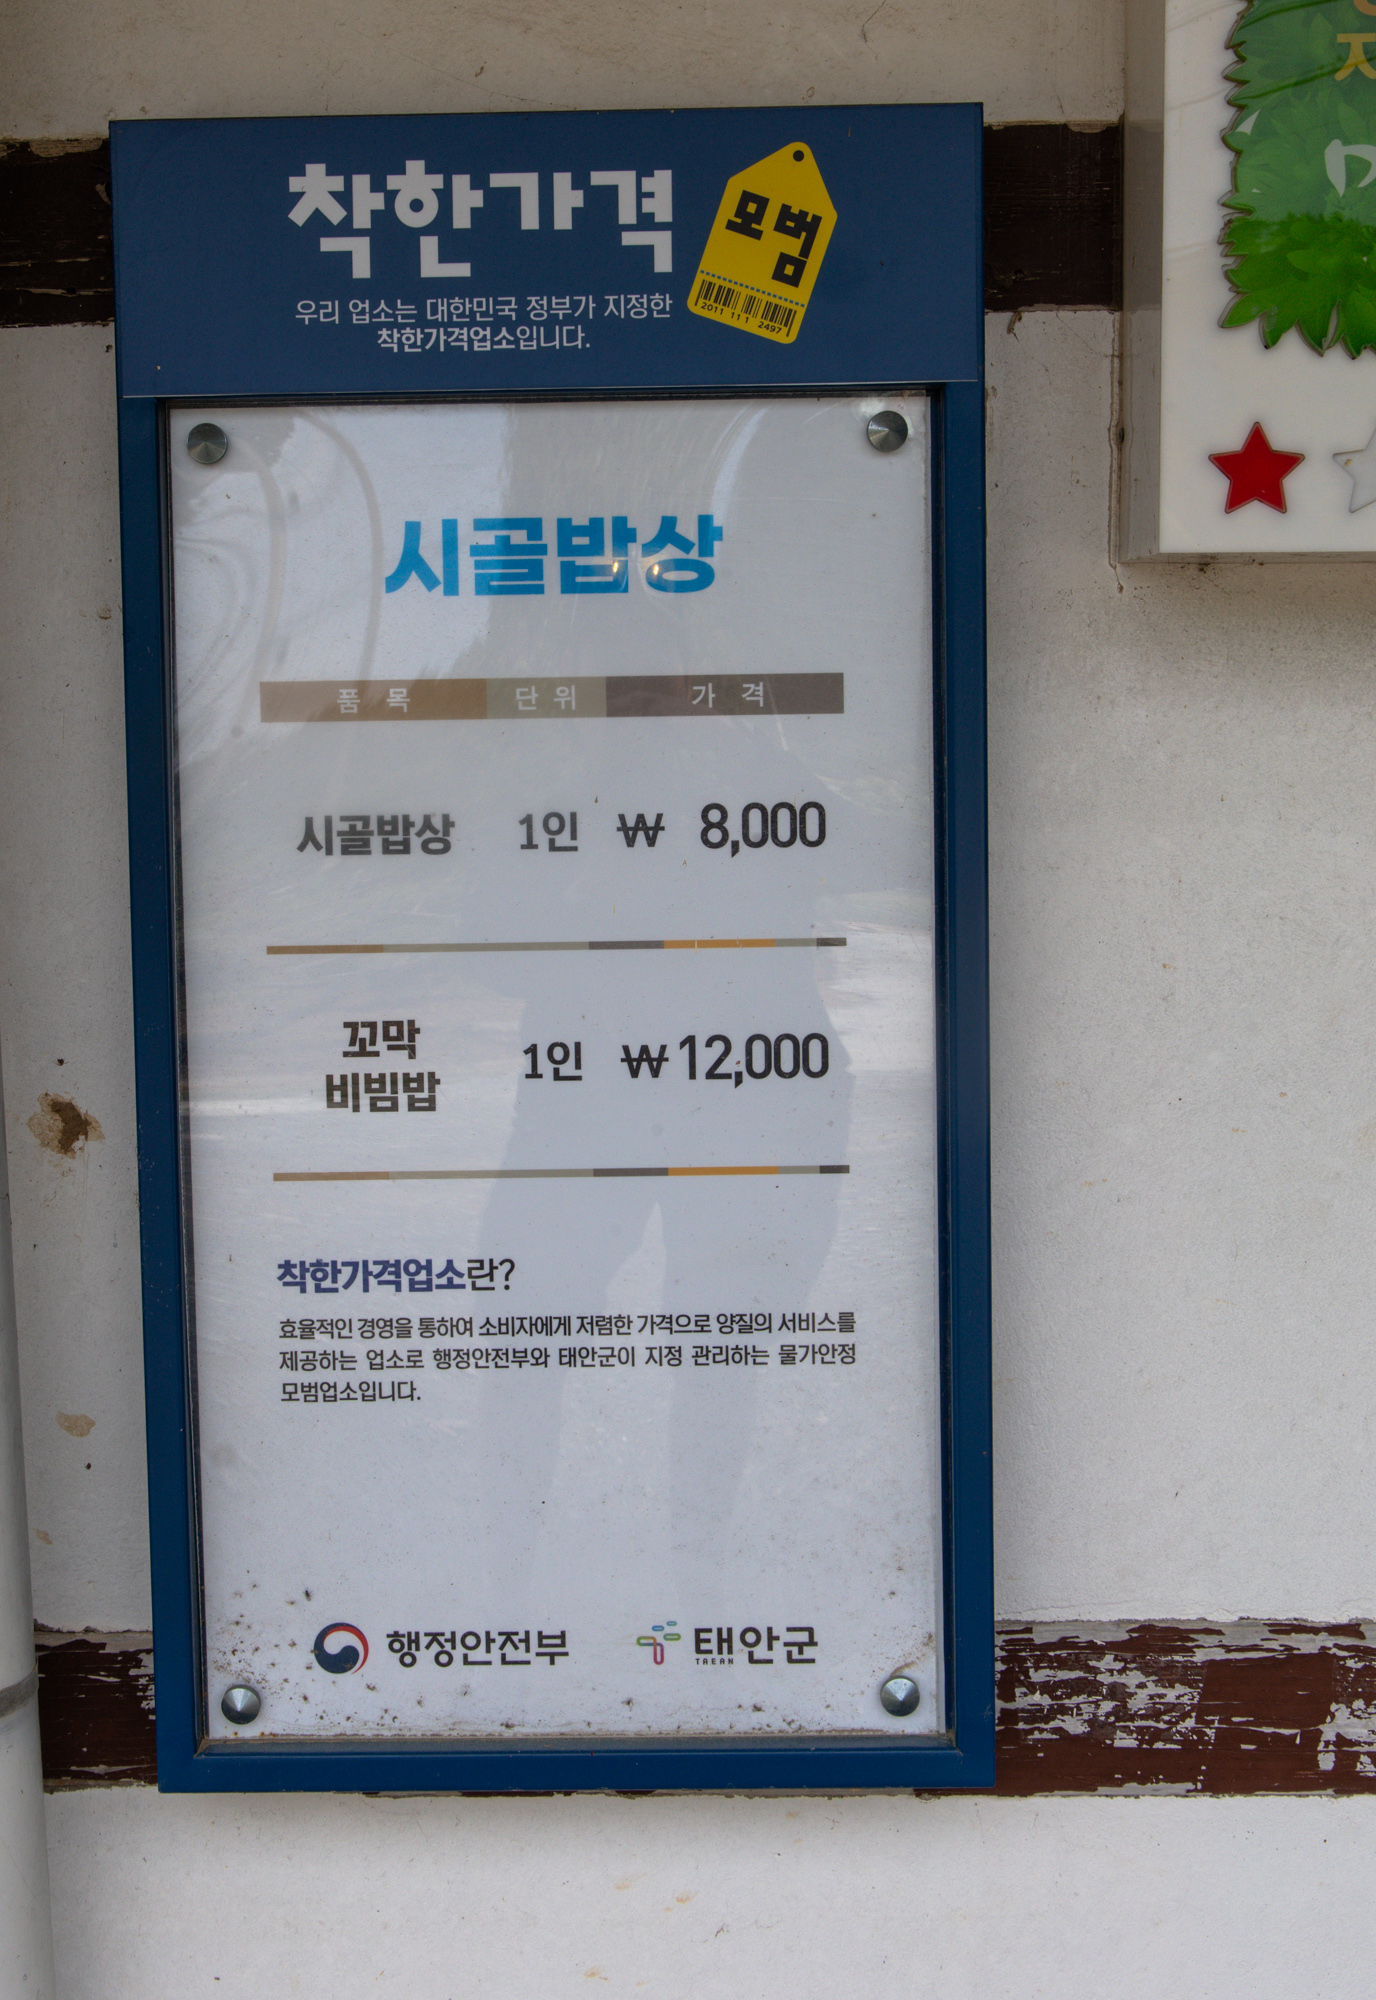 착한가격
모범
2011 111 2497
우리 업소는 대한민국 정부가 지정한
착한가격업소입니다.
시골밥상
품 목 단 위 가 격
시골밥상 1인 ₩ 8,000
꼬막
비빔밥 1인 ₩ 12,000
착한가격업소란?
효율적인 경영을 통하여 소비자에게 저렴한 가격으로 양질의 서비스를
제공하는 업소로 행정안전부와 태안군이 지정 관리하는 물가안정
모범업소입니다.
행정안전부 태안군
TAEAN